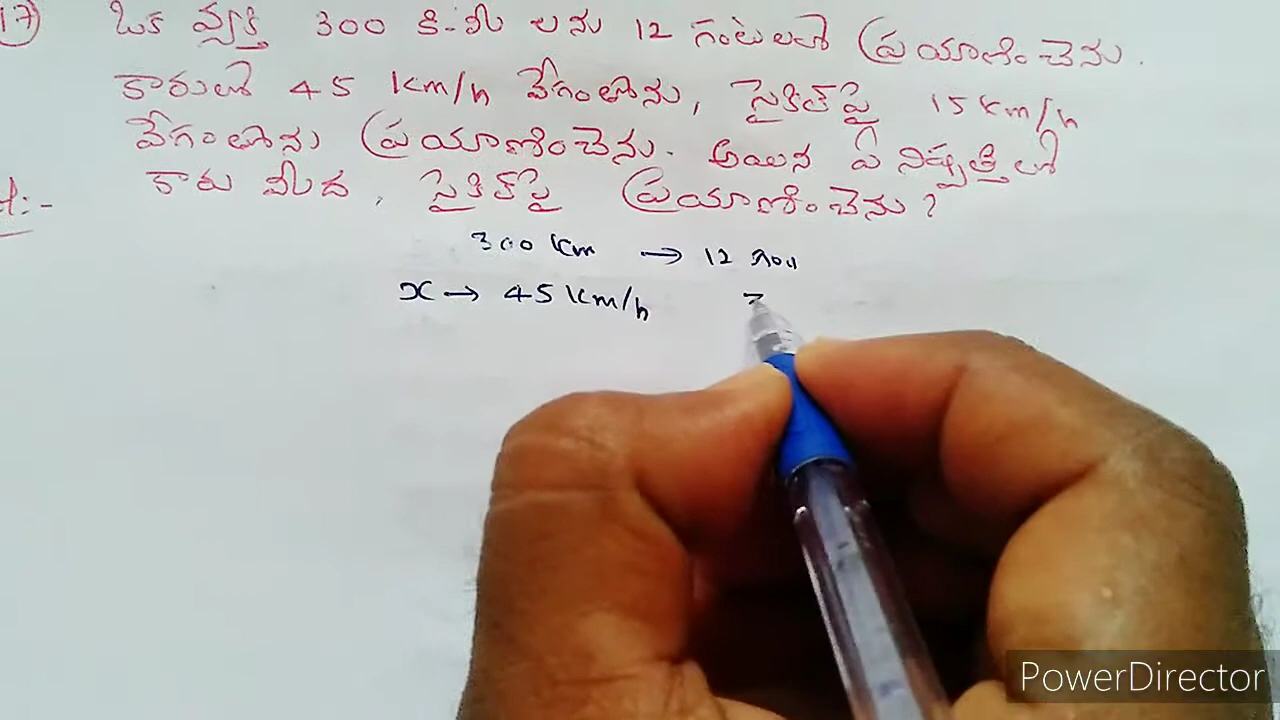 17) ఒక వ్యక్తి 300 కి.మీ లను 12 గంటలలో ప్రయాణించెను.
కారులో 45 km/h వేగంతోను, సైకిల్‌పై 15 km/h
వేగంతోను ప్రయాణించెను. అయిన ఏ నిష్పత్తిలో
కారు మీద, సైకిల్‌పై ప్రయాణించెను?
300 km → 12 గం॥
x → 45 km/h
PowerDirector